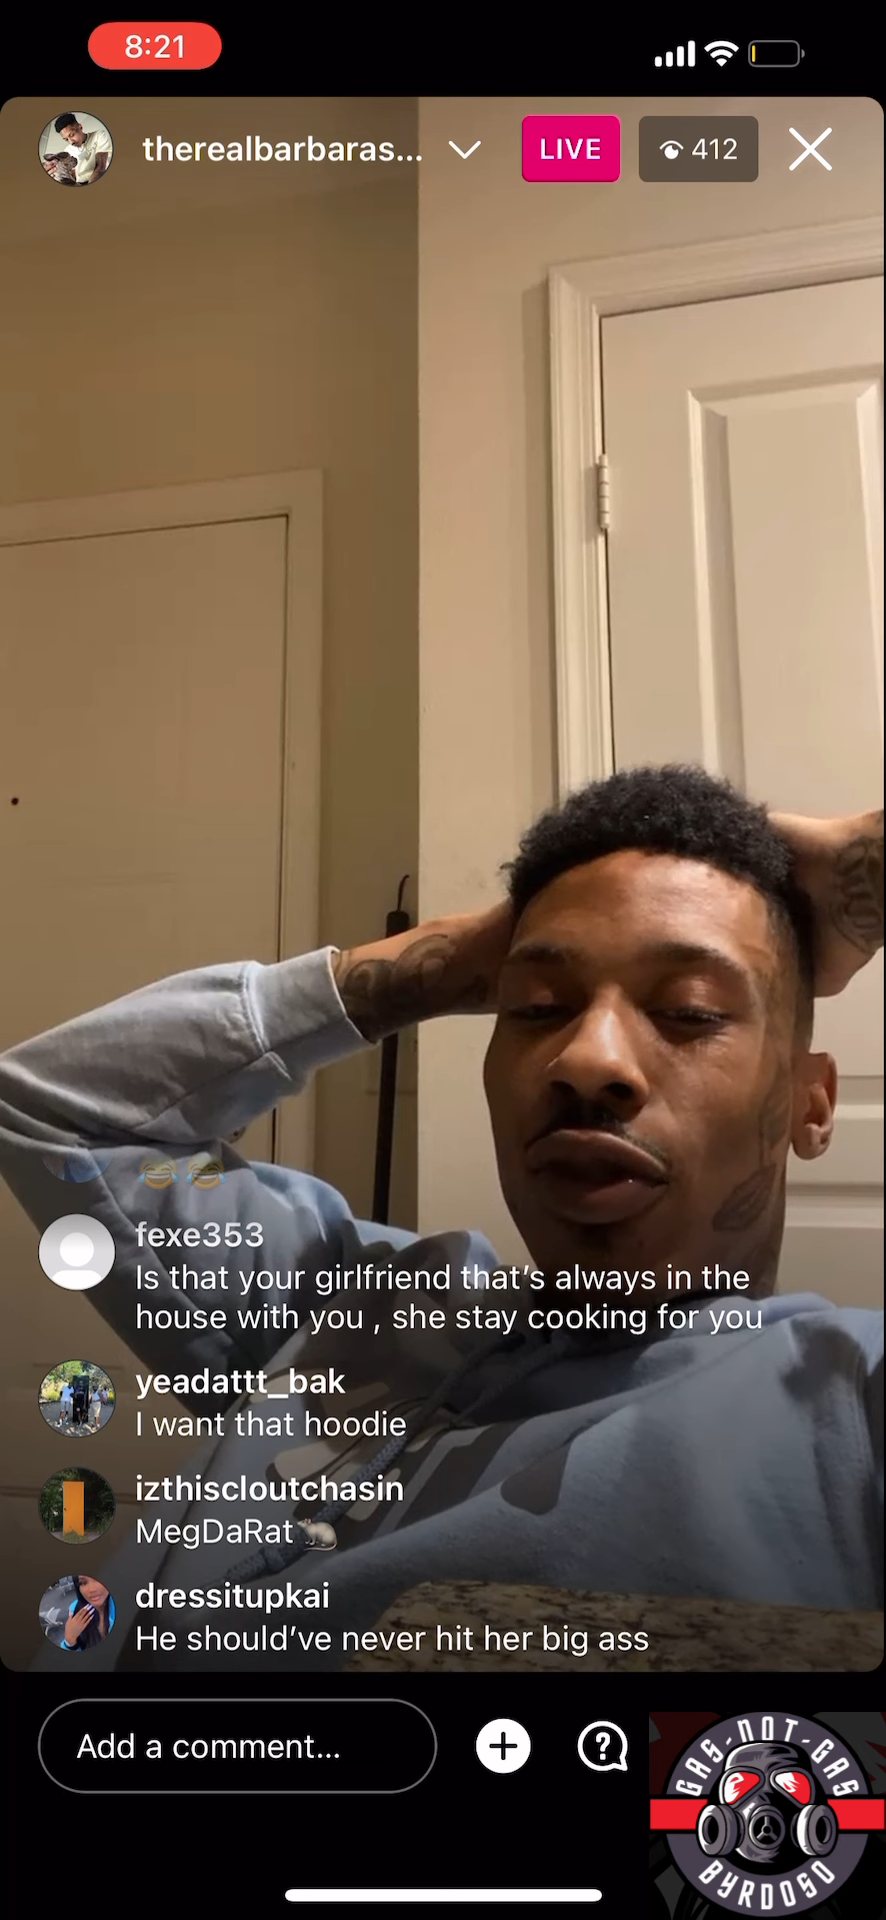 8:21
therealbarbaras...
LIVE
412
😂😂
fexe353
Is that your girlfriend that's always in the
house with you , she stay cooking for you
yeadattt_bak
I want that hoodie
izthiscloutchasin
MegDaRat🐀
dressitupkai
He should've never hit her big ass
Add a comment...
GAS-NOT-GAS
BYRDOSO